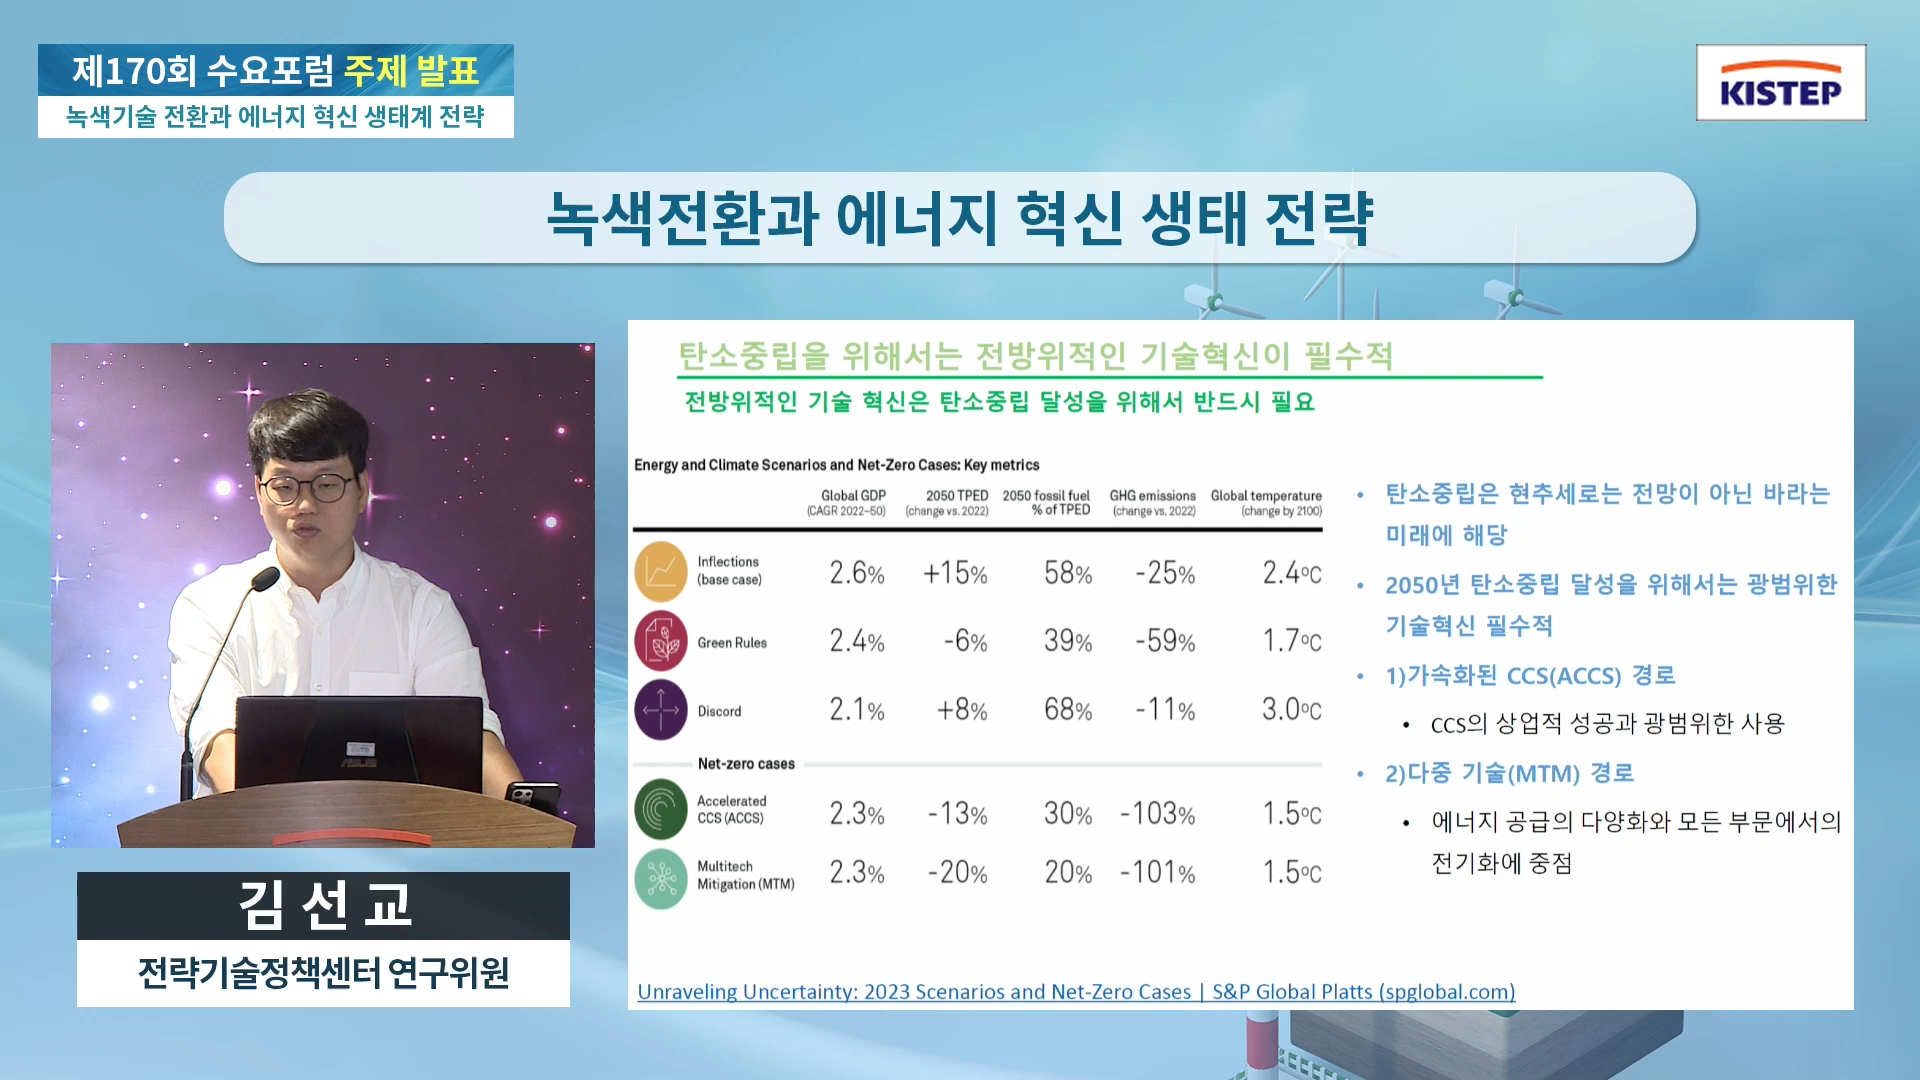 제170회 수요포럼 주제 발표
녹색기술 전환과 에너지 혁신 생태계 전략
KISTEP
녹색전환과 에너지 혁신 생태 전략
탄소중립을 위해서는 전방위적인 기술혁신이 필수적
전방위적인 기술 혁신은 탄소중립 달성을 위해서 반드시 필요
Energy and Climate Scenarios and Net-Zero Cases: Key metrics
Global GDP 2050 TPED 2050 fossil fuel GHG emissions Global temperature
(CAGR 2022–50) (change vs. 2022) % of TPED (change vs. 2022) (change by 2100)
Inflections
(base case) 2.6% +15% 58% -25% 2.4ºC
Green Rules 2.4% -6% 39% -59% 1.7ºC
Discord 2.1% +8% 68% -11% 3.0ºC
Net-zero cases
Accelerated
CCS (ACCS) 2.3% -13% 30% -103% 1.5ºC
Multitech
Mitigation (MTM) 2.3% -20% 20% -101% 1.5ºC
• 탄소중립은 현추세로는 전망이 아닌 바라는
미래에 해당
• 2050년 탄소중립 달성을 위해서는 광범위한
기술혁신 필수적
• 1)가속화된 CCS(ACCS) 경로
• CCS의 상업적 성공과 광범위한 사용
• 2)다중 기술(MTM) 경로
• 에너지 공급의 다양화와 모든 부문에서의
전기화에 중점
Unraveling Uncertainty: 2023 Scenarios and Net-Zero Cases | S&P Global Platts (spglobal.com)
ASUS
김선교
전략기술정책센터 연구위원